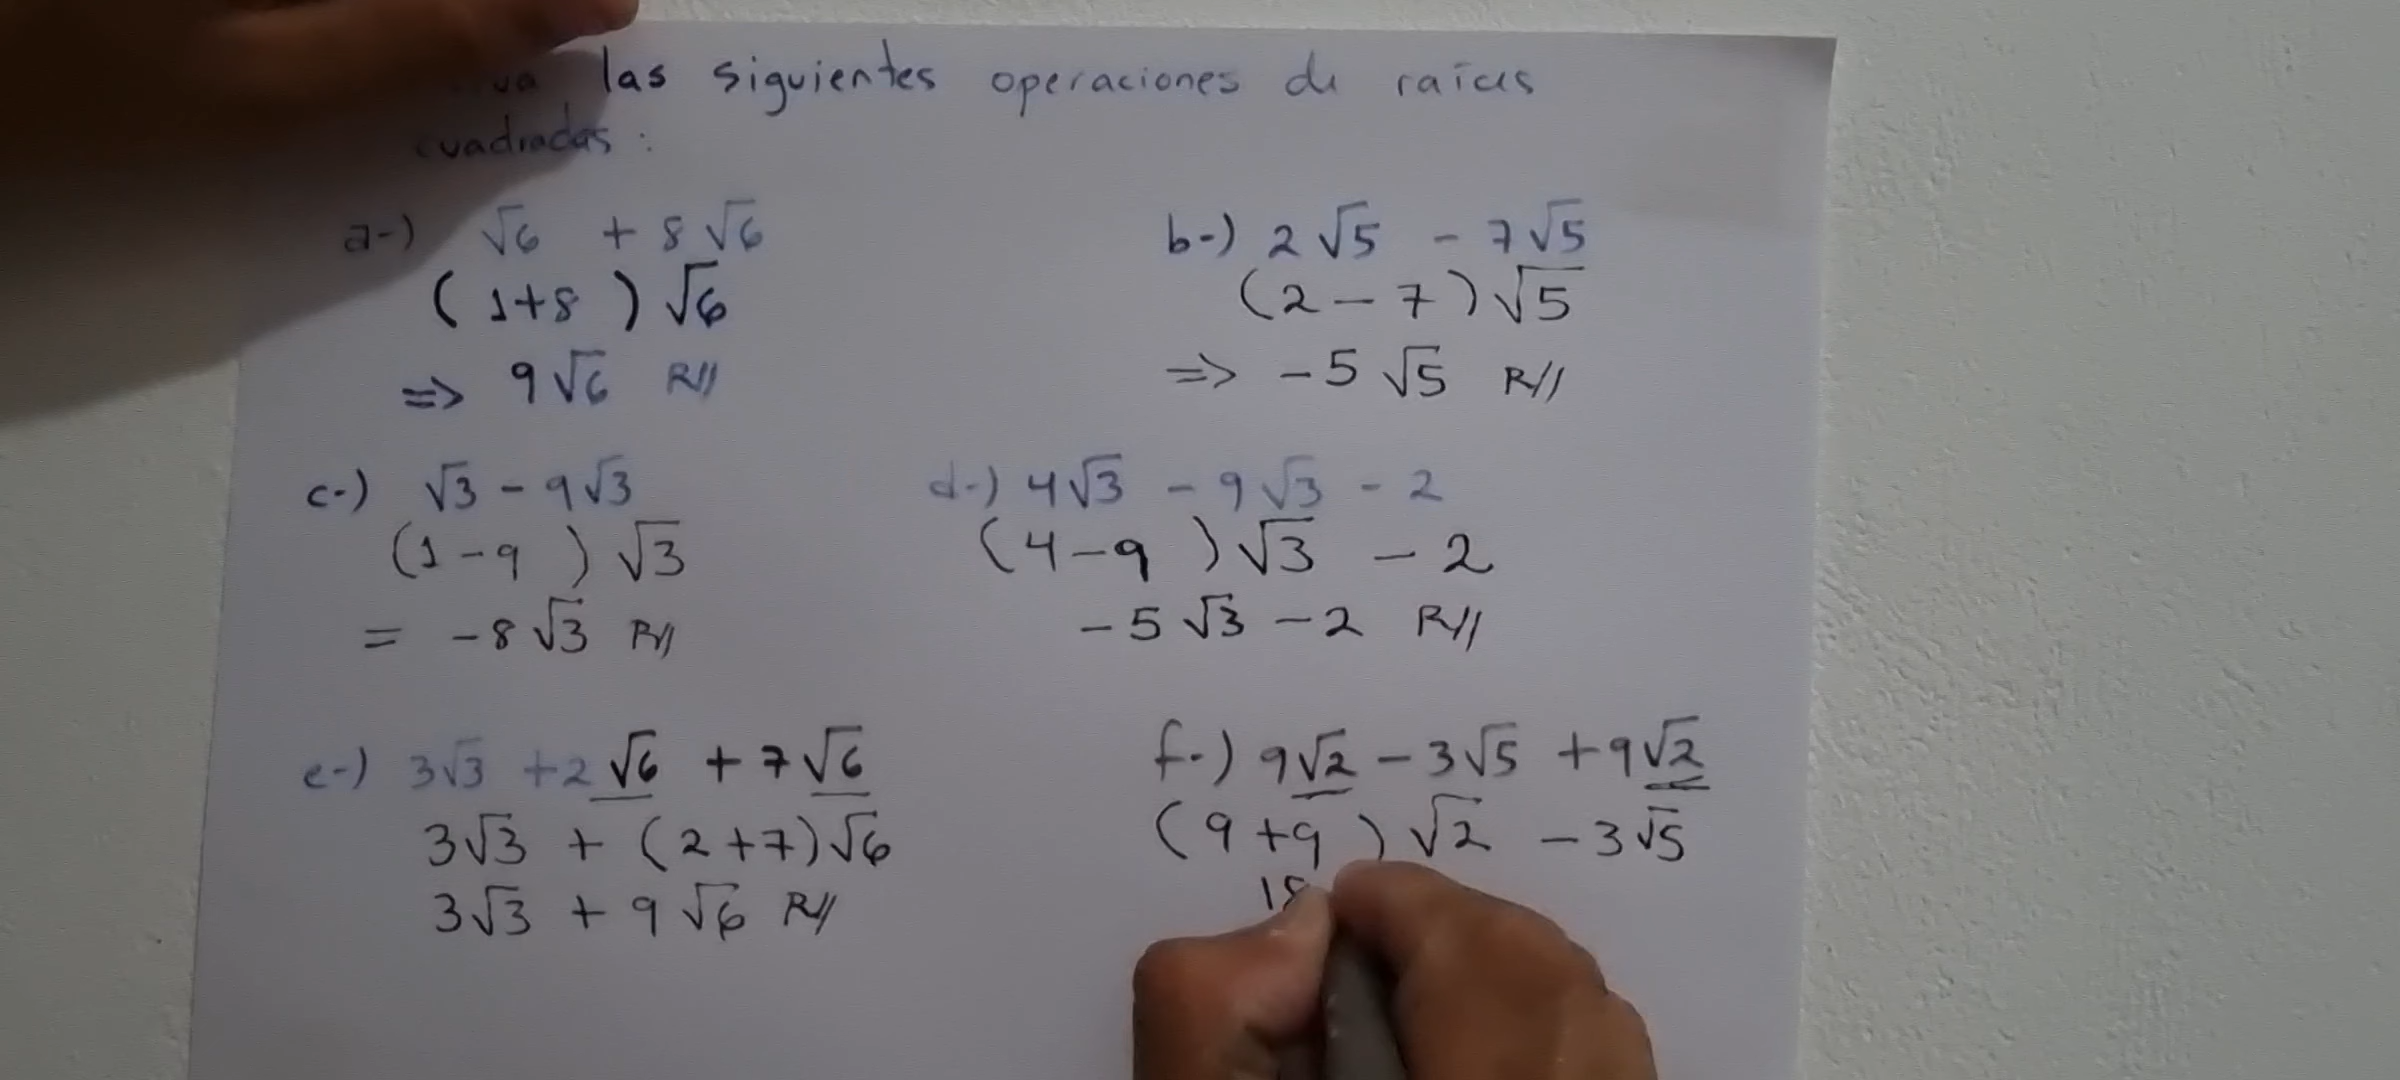 las siguientes operaciones de raíces
cuadradas :
a-) √6 + 8√6
(1+8)√6
=> 9√6 R//
b-) 2√5 - 7√5
(2-7)√5
=> -5√5 R//
c-) √3 - 9√3
(1-9)√3
= -8√3 R//
d-) 4√3 - 9√3 - 2
(4-9)√3 - 2
-5√3 - 2 R//
e-) 3√3 + 2√6 + 7√6
3√3 + (2+7)√6
3√3 + 9√6 R//
f-) 9√2 - 3√5 + 9√2
(9+9)√2 - 3√5
18